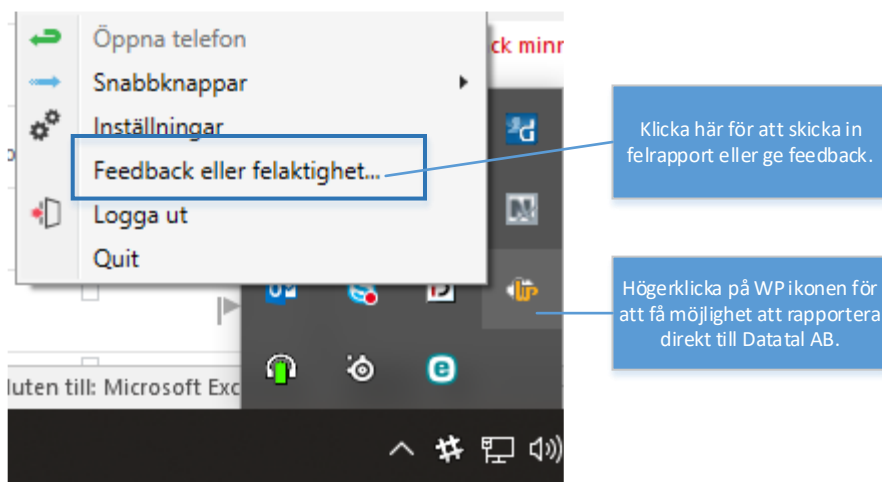 Öppna telefon
ck minr
Snabbknappar
Inställningar
Feedback eller felaktighet...
Logga ut
Quit
Klicka här för att skicka in
felrapport eller ge feedback.
Högerklicka på WP ikonen för
att få möjlighet att rapportera
direkt till Datatal AB.
luten till: Microsoft Exc